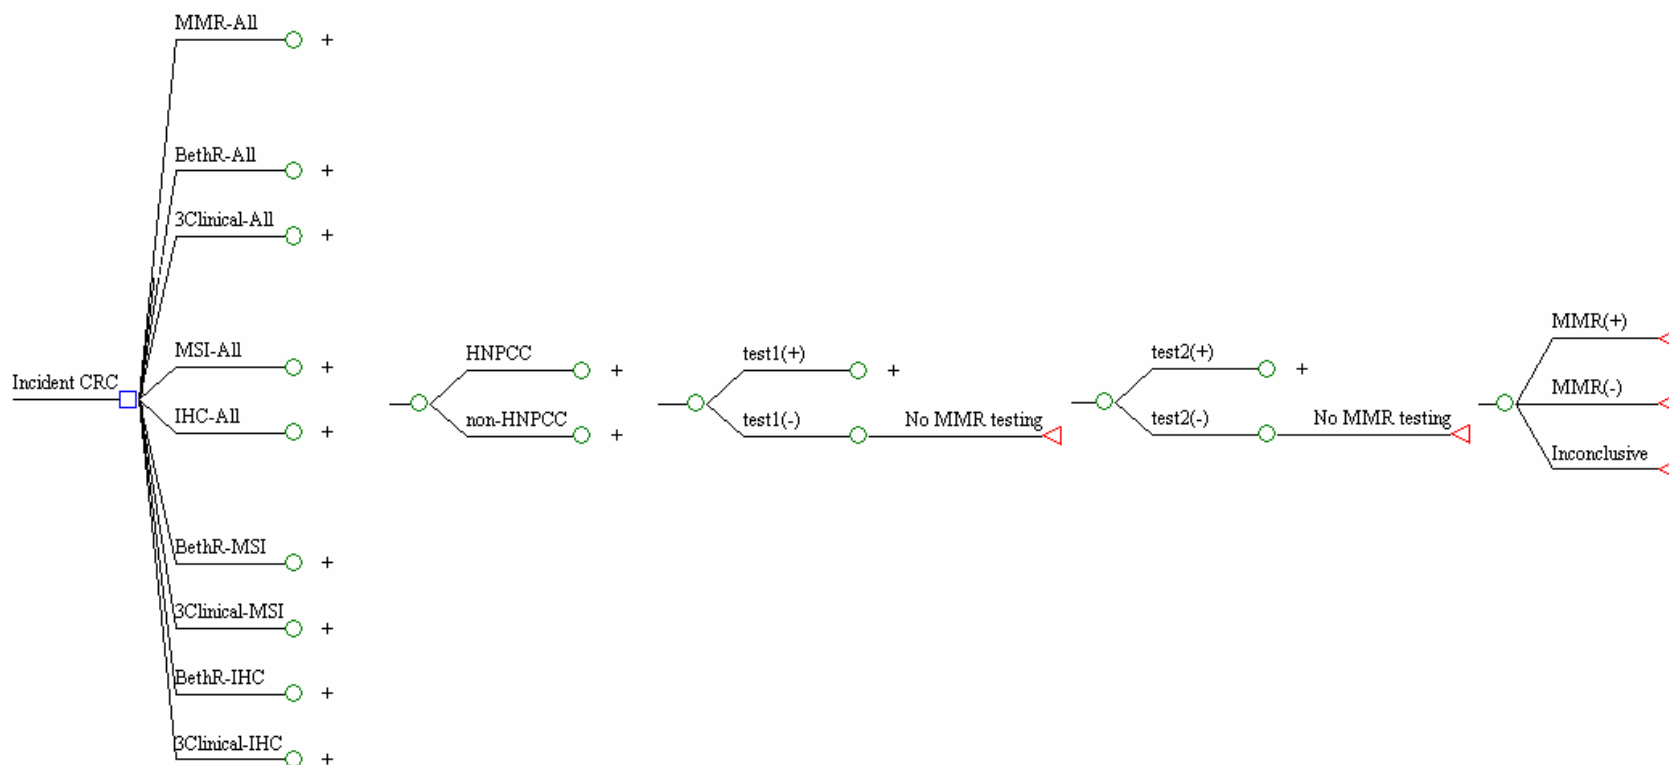 MMR-All
+
BethR-All
+
3Clinical-All
+
MSI-All
+
Incident CRC
IHC-All
+
BethR-MSI
+
3Clinical-MSI
+
BethR-IHC
+
3Clinical-IHC
+
HNPCC
+
non-HNPCC
+
test1(+)
+
test1(-)
No MMR testing
test2(+)
+
test2(-)
No MMR testing
MMR(+)
MMR(-)
Inconclusive